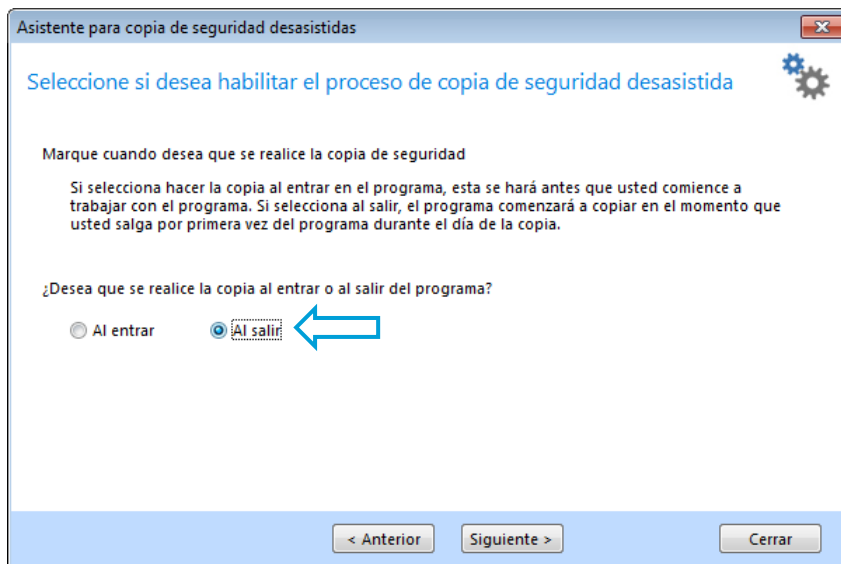 Asistente para copia de seguridad desasistidas
Seleccione si desea habilitar el proceso de copia de seguridad desasistida
Marque cuando desea que se realice la copia de seguridad
Si selecciona hacer la copia al entrar en el programa, esta se hará antes que usted comience a
trabajar con el programa. Si selecciona al salir, el programa comenzará a copiar en el momento que
usted salga por primera vez del programa durante el día de la copia.
¿Desea que se realice la copia al entrar o al salir del programa?
Al entrar Al salir
< Anterior Siguiente > Cerrar